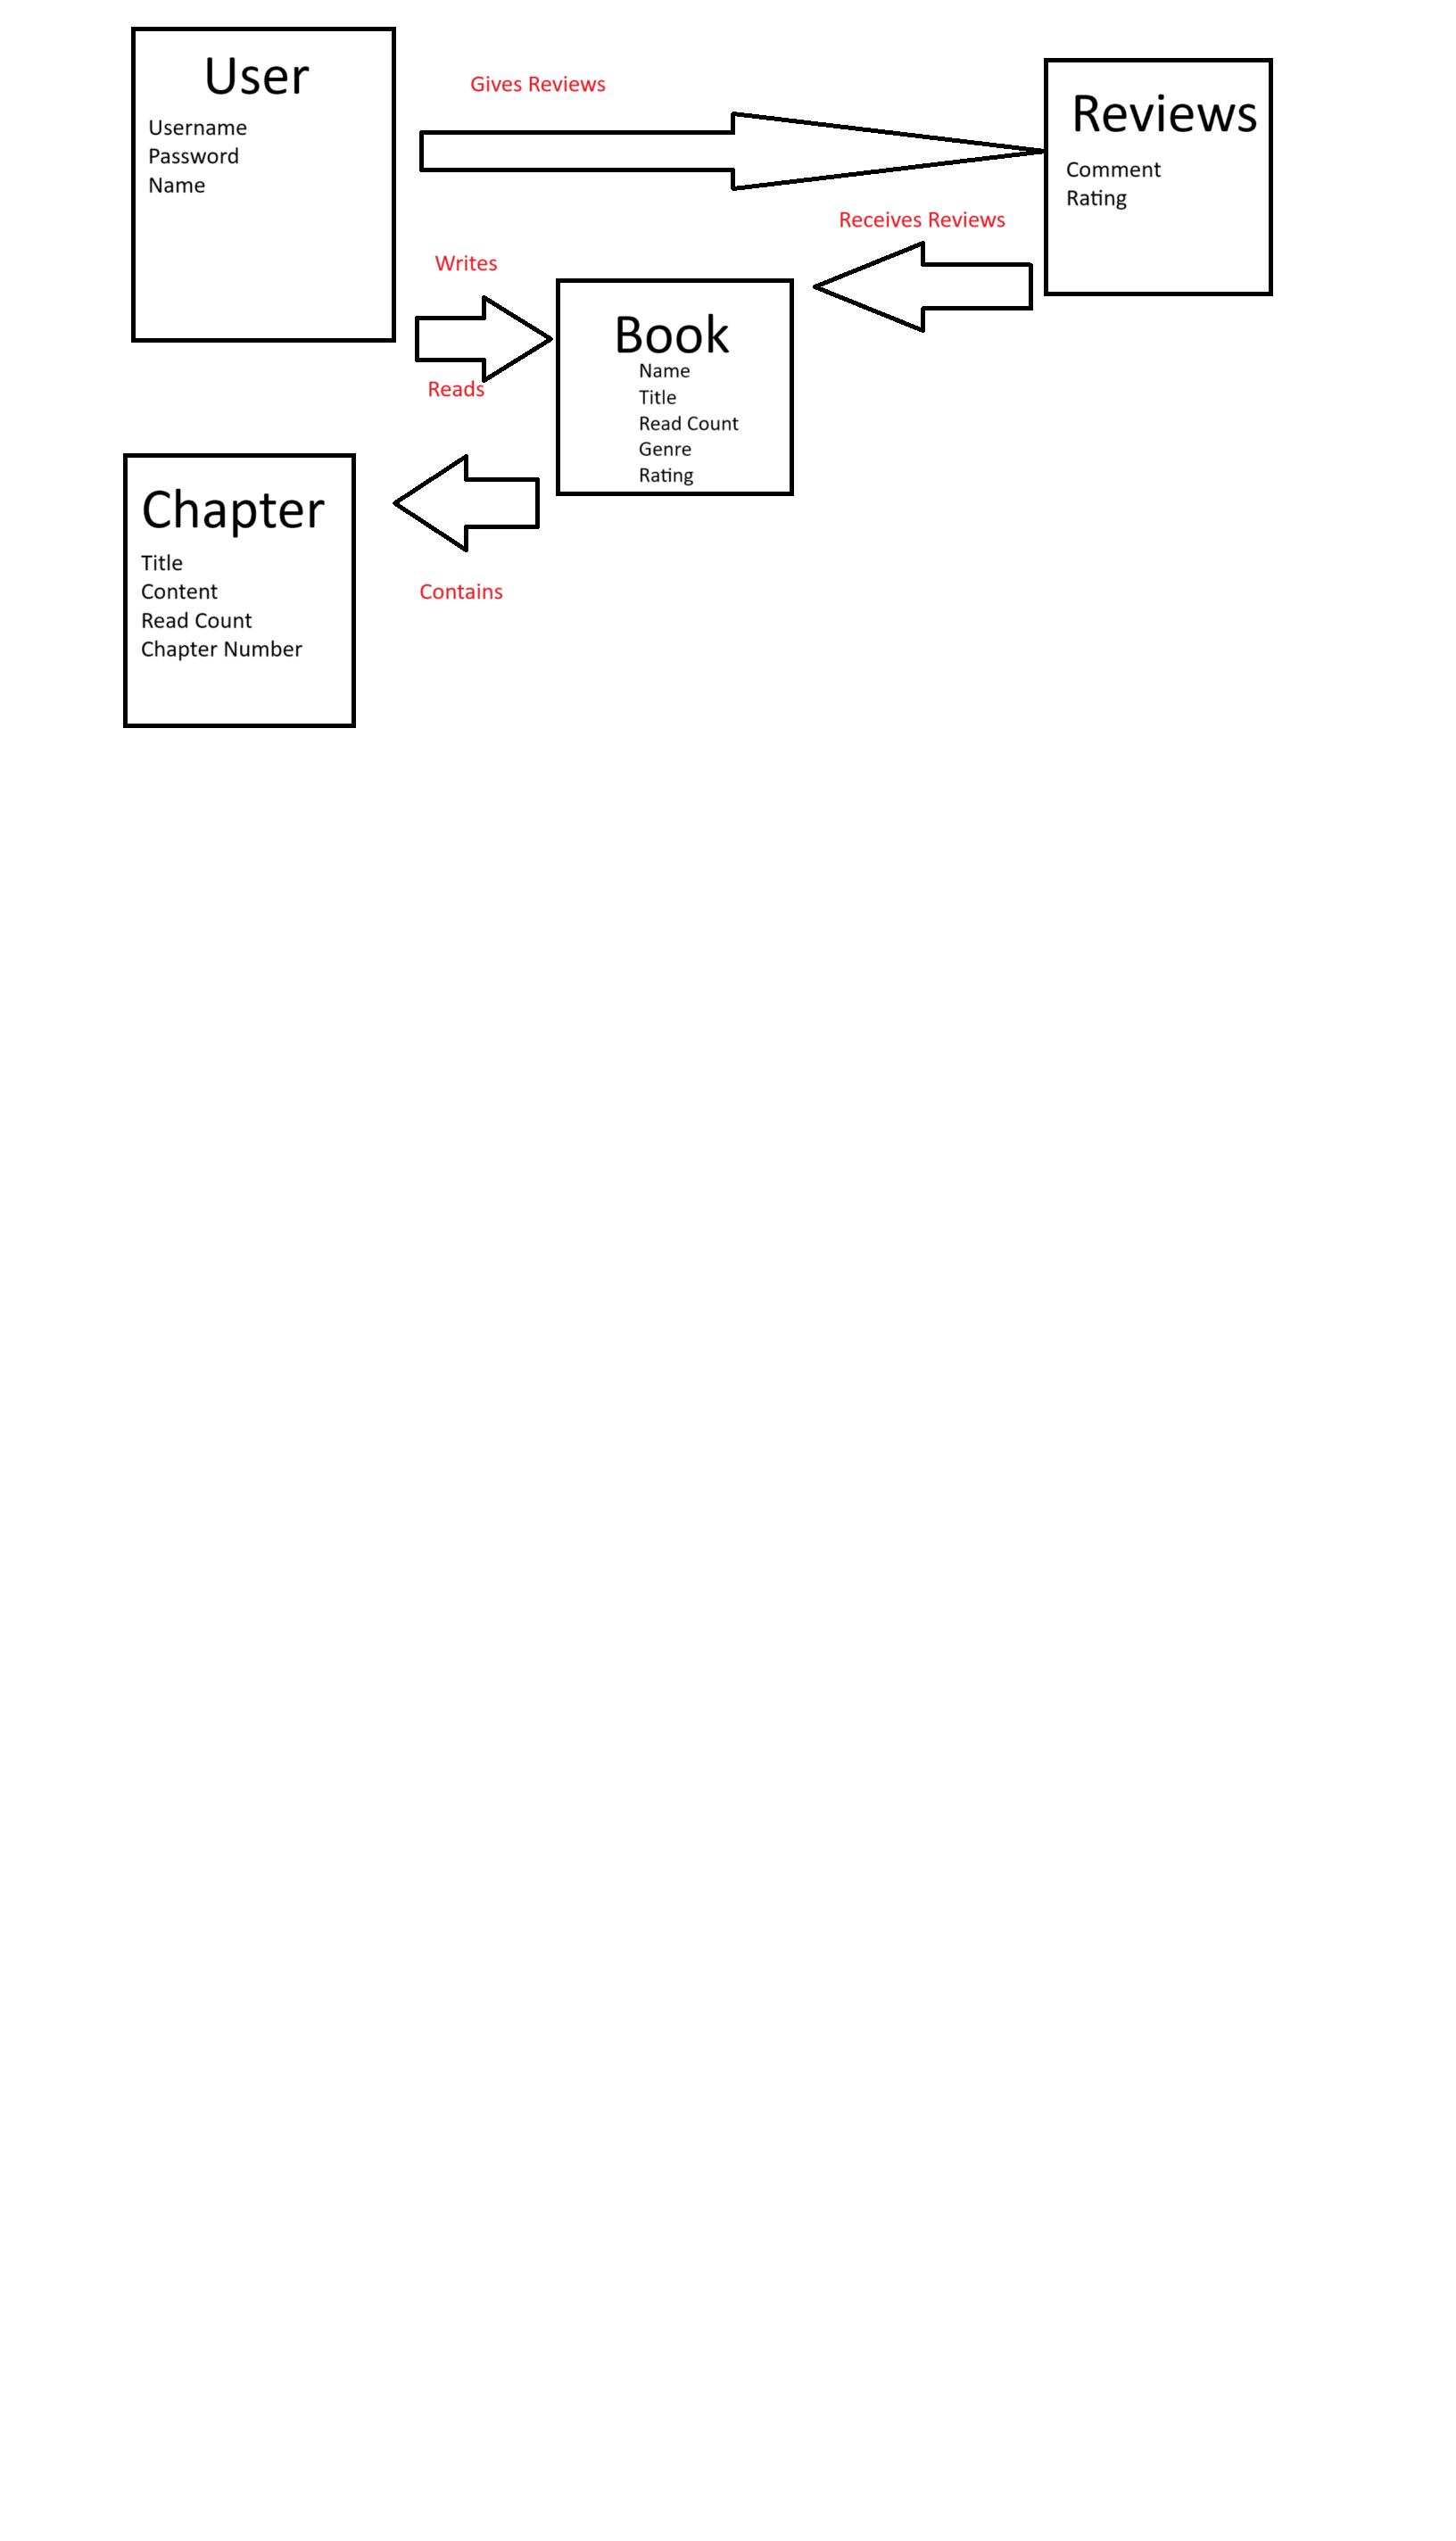 User
Username
Password
Name
Gives Reviews
Reviews
Comment
Rating
Receives Reviews
Writes
Reads
Book
Name
Title
Read Count
Genre
Rating
Chapter
Title
Content
Read Count
Chapter Number
Contains